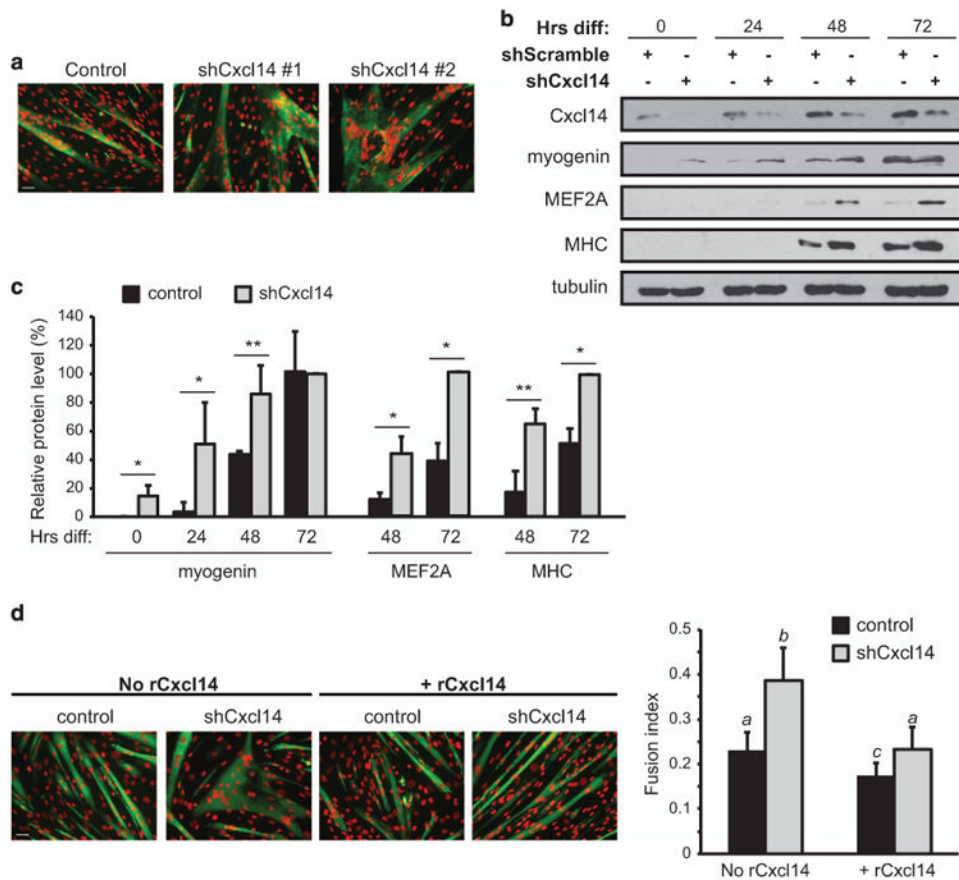 a
Control shCxcl14 #1 shCxcl14 #2
b
Hrs diff: 0 24 48 72
shScramble + - + - + - + -
shCxcl14 - + - + - + - +
Cxcl14
myogenin
MEF2A
MHC
tubulin
c
control shCxcl14
Relative protein level (%)
140
120
100
80
60
40
20
0
* * ** * * ** *
Hrs diff: 0 24 48 72 48 72 48 72
myogenin MEF2A MHC
d
No rCxcl14 + rCxcl14
control shCxcl14 control shCxcl14
control
shCxcl14
Fusion index
0.5
0.4
0.3
0.2
0.1
0
a b c a
No rCxcl14 + rCxcl14